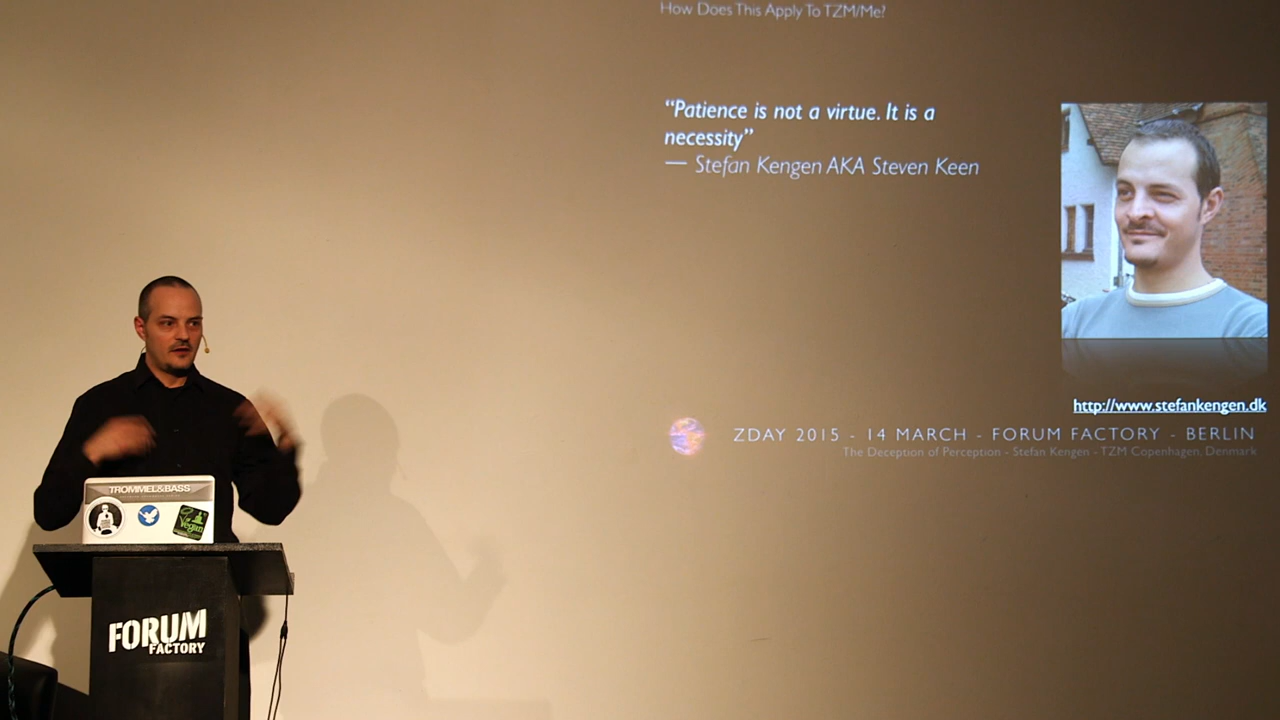 How Does This Apply To TZM/Me?
“Patience is not a virtue. It is a
necessity”
— Stefan Kengen AKA Steven Keen
http://www.stefankengen.dk
ZDAY 2015 - 14 MARCH - FORUM FACTORY - BERLIN
The Deception of Perception - Stefan Kengen - TZM Copenhagen, Denmark
TROMMEL&BASS
Vegan
FORUM
FACTORY